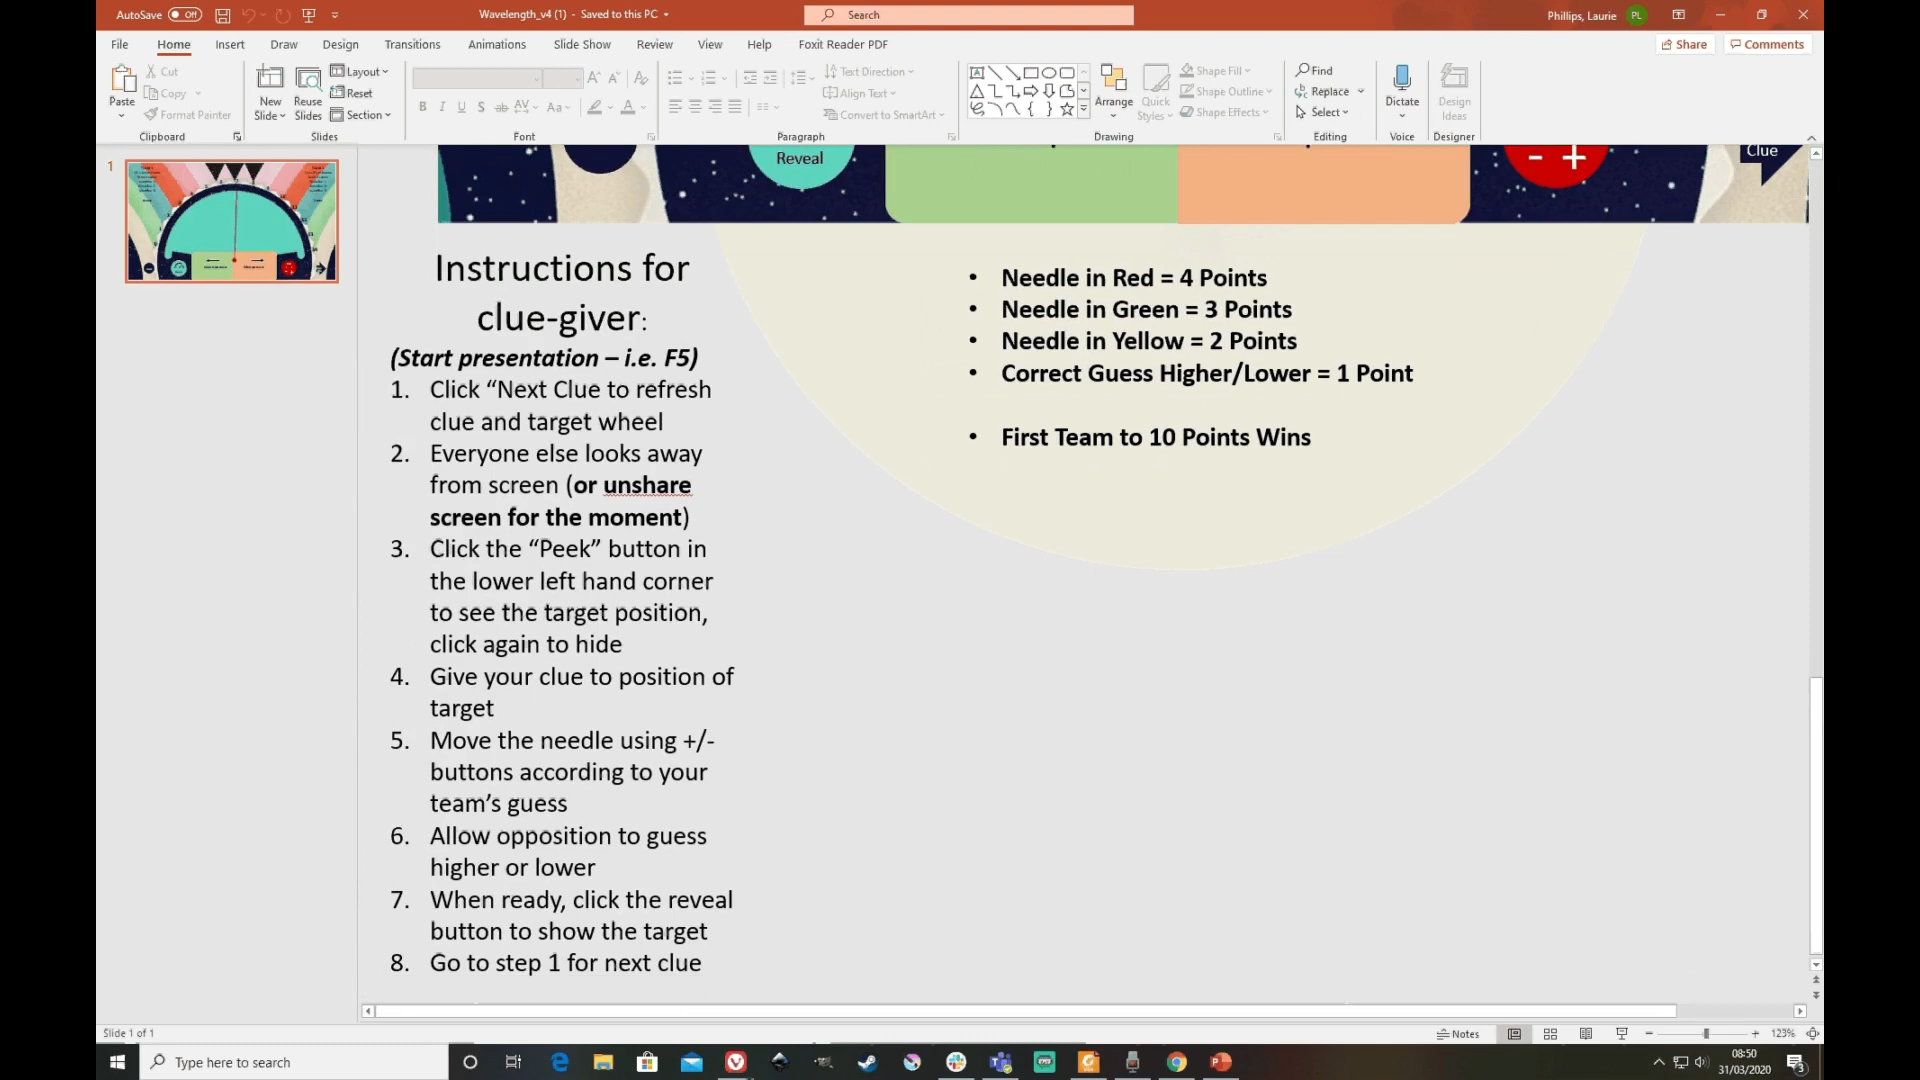 AutoSave Off
Wavelength_v4 (1) - Saved to this PC
Search
Phillips, Laurie PL
File Home Insert Draw Design Transitions Animations Slide Show Review View Help Foxit Reader PDF
Share Comments
Paste
Cut
Copy
Format Painter
Clipboard
New Slide
Reuse Slides
Layout
Reset
Section
Slides
Font
Text Direction
Align Text
Convert to SmartArt
Paragraph
Arrange
Quick Styles
Shape Fill
Shape Outline
Shape Effects
Drawing
Find
Replace
Select
Editing
Dictate
Voice
Design Ideas
Designer
1
Reveal
- +
Clue
Instructions for
clue-giver:
(Start presentation – i.e. F5)
1. Click “Next Clue to refresh
clue and target wheel
2. Everyone else looks away
from screen (or unshare
screen for the moment)
3. Click the “Peek” button in
the lower left hand corner
to see the target position,
click again to hide
4. Give your clue to position of
target
5. Move the needle using +/-
buttons according to your
team’s guess
6. Allow opposition to guess
higher or lower
7. When ready, click the reveal
button to show the target
8. Go to step 1 for next clue
• Needle in Red = 4 Points
• Needle in Green = 3 Points
• Needle in Yellow = 2 Points
• Correct Guess Higher/Lower = 1 Point
• First Team to 10 Points Wins
Slide 1 of 1
Notes
123%
Type here to search
08:50
31/03/2020
3